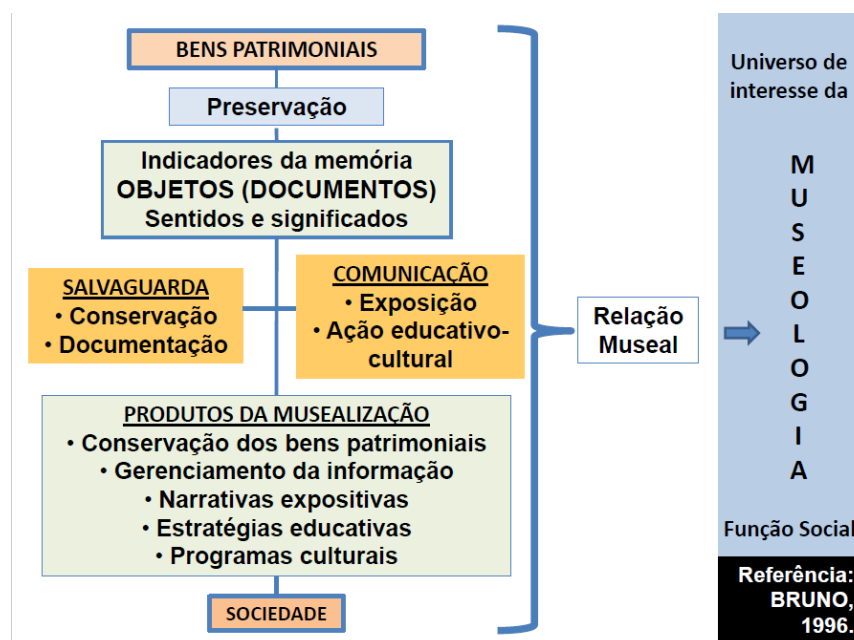 BENS PATRIMONIAIS
Preservação
Indicadores da memória
OBJETOS (DOCUMENTOS)
Sentidos e significados
SALVAGUARDA
• Conservação
• Documentação
COMUNICAÇÃO
• Exposição
• Ação educativo-
cultural
PRODUTOS DA MUSEALIZAÇÃO
• Conservação dos bens patrimoniais
• Gerenciamento da informação
• Narrativas expositivas
• Estratégias educativas
• Programas culturais
SOCIEDADE
Relação
Museal
Universo de
interesse da
M
U
S
E
O
L
O
G
I
A
Função Social
Referência:
BRUNO,
1996.